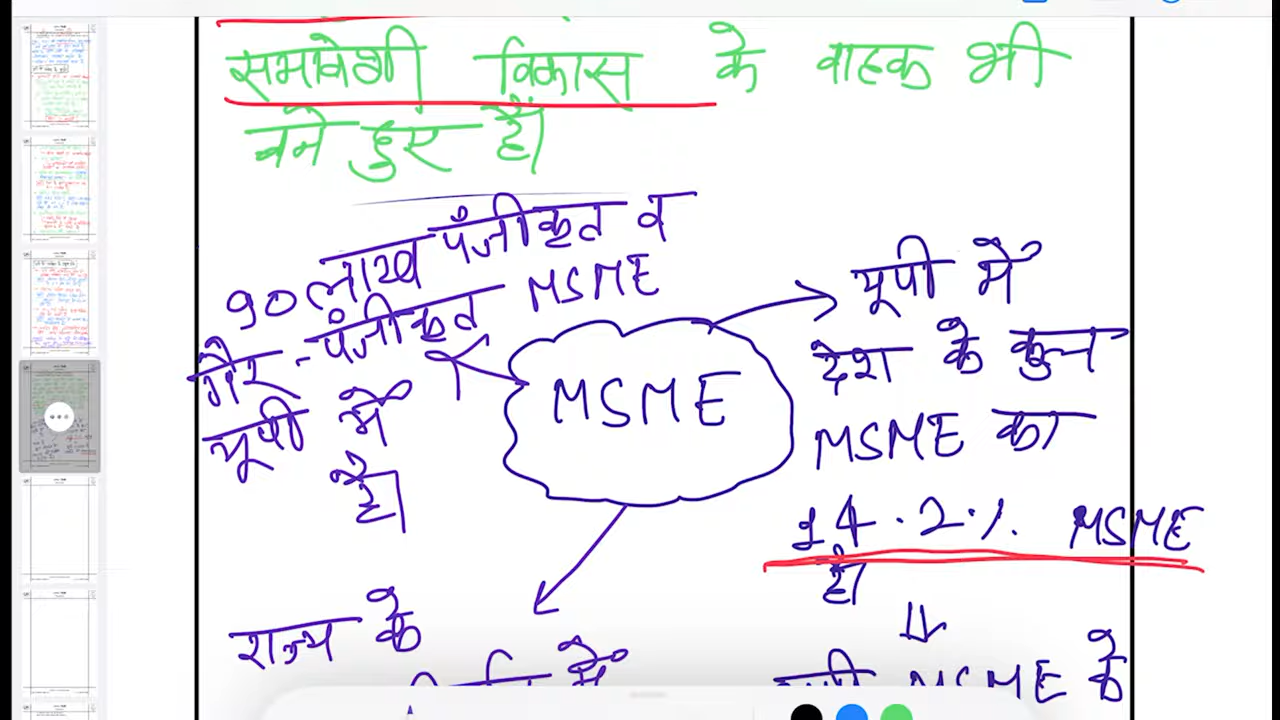 समावेशी विकास के वाहक भी
बने हुए हैं।
90 लाख पंजीकृत व
गैर-पंजीकृत MSME
यूपी में
है।
MSME
यूपी में
देश के कुल
MSME का
14.2% MSME
है।
राज्य के
में
MSME के